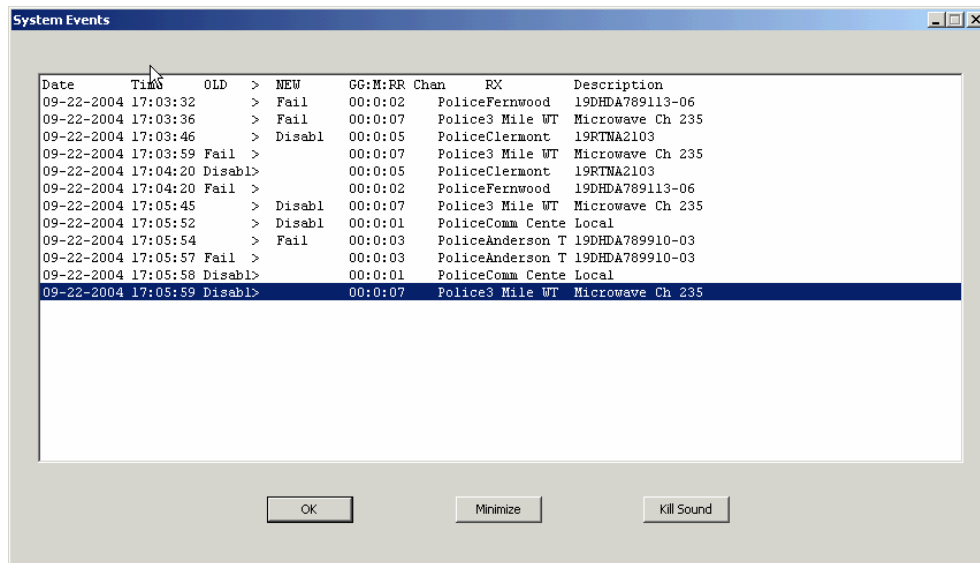 System Events
Date Time OLD > NEW GG:M:RR Chan RX Description
09-22-2004 17:03:32 > Fail 00:0:02 PoliceFernwood 19DHDA789113-06
09-22-2004 17:03:36 > Fail 00:0:07 Police3 Mile WT Microwave Ch 235
09-22-2004 17:03:46 > Disabl 00:0:05 PoliceClermont 19RTNA2103
09-22-2004 17:03:59 Fail > 00:0:07 Police3 Mile WT Microwave Ch 235
09-22-2004 17:04:20 Disabl> 00:0:05 PoliceClermont 19RTNA2103
09-22-2004 17:04:20 Fail > 00:0:02 PoliceFernwood 19DHDA789113-06
09-22-2004 17:05:45 > Disabl 00:0:07 Police3 Mile WT Microwave Ch 235
09-22-2004 17:05:52 > Disabl 00:0:01 PoliceComm Cente Local
09-22-2004 17:05:54 > Fail 00:0:03 PoliceAnderson T 19DHDA789910-03
09-22-2004 17:05:57 Fail > 00:0:03 PoliceAnderson T 19DHDA789910-03
09-22-2004 17:05:58 Disabl> 00:0:01 PoliceComm Cente Local
09-22-2004 17:05:59 Disabl> 00:0:07 Police3 Mile WT Microwave Ch 235
OK Minimize Kill Sound